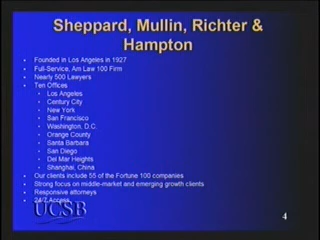 Sheppard, Mullin, Richter &
Hampton
Founded in Los Angeles in 1927
Full-Service, Am Law 100 Firm
Nearly 500 Lawyers
Ten Offices
Los Angeles
Century City
New York
San Francisco
Washington, D.C.
Orange County
Santa Barbara
San Diego
Del Mar Heights
Shanghai, China
Our clients include 55 of the Fortune 100 companies
Strong focus on middle-market and emerging growth clients
Responsive attorneys
24/7 Access
UCSB
4